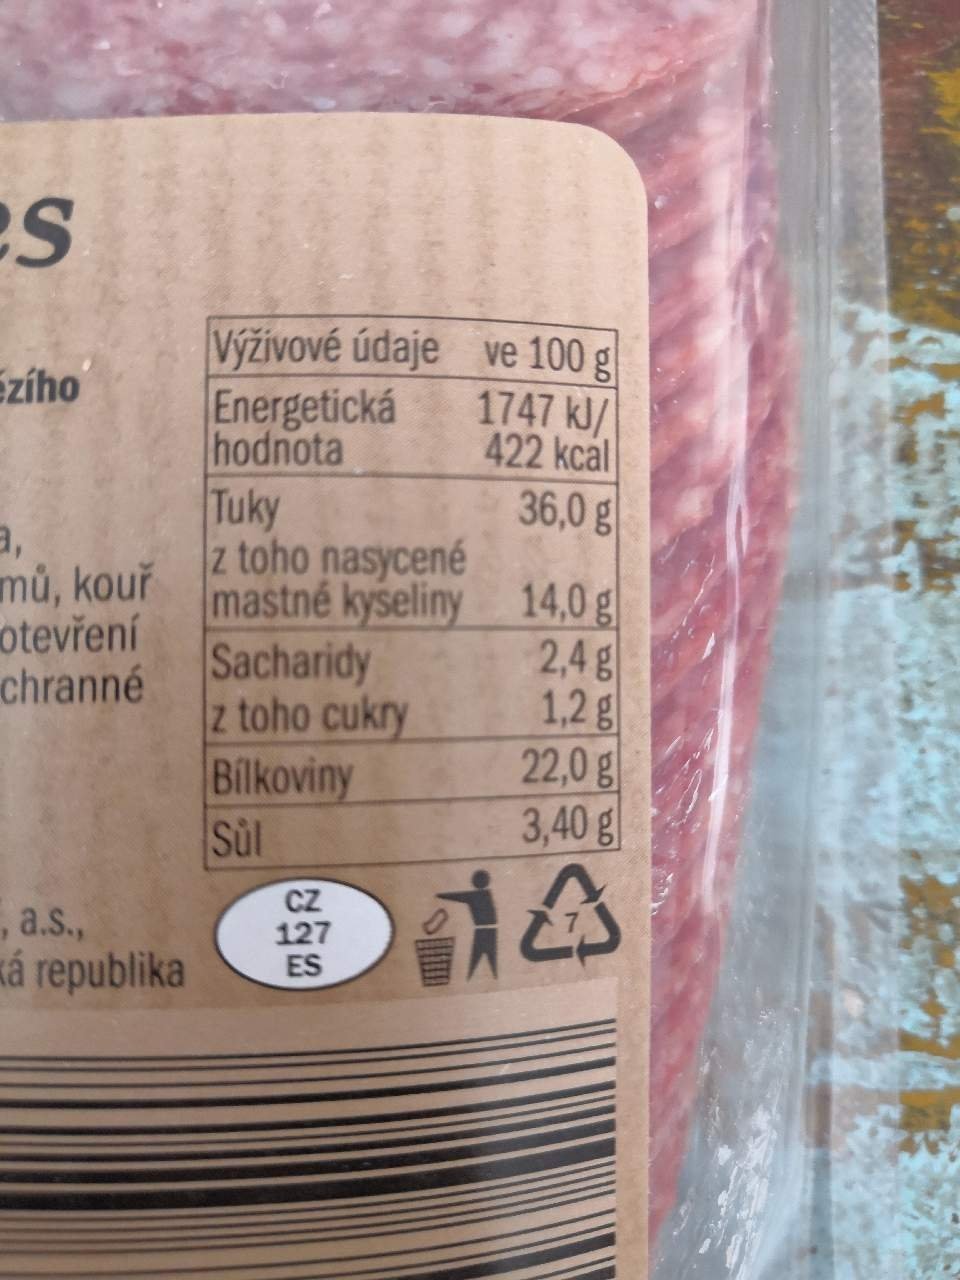 es
ézího
a,
mů, kouř
otevření
chranné
, a.s.,
ká republika
Výživové údaje ve 100 g
Energetická 1747 kJ/
hodnota 422 kcal
Tuky 36,0 g
z toho nasycené
mastné kyseliny 14,0 g
Sacharidy 2,4 g
z toho cukry 1,2 g
Bílkoviny 22,0 g
Sůl 3,40 g
CZ
127
ES
7